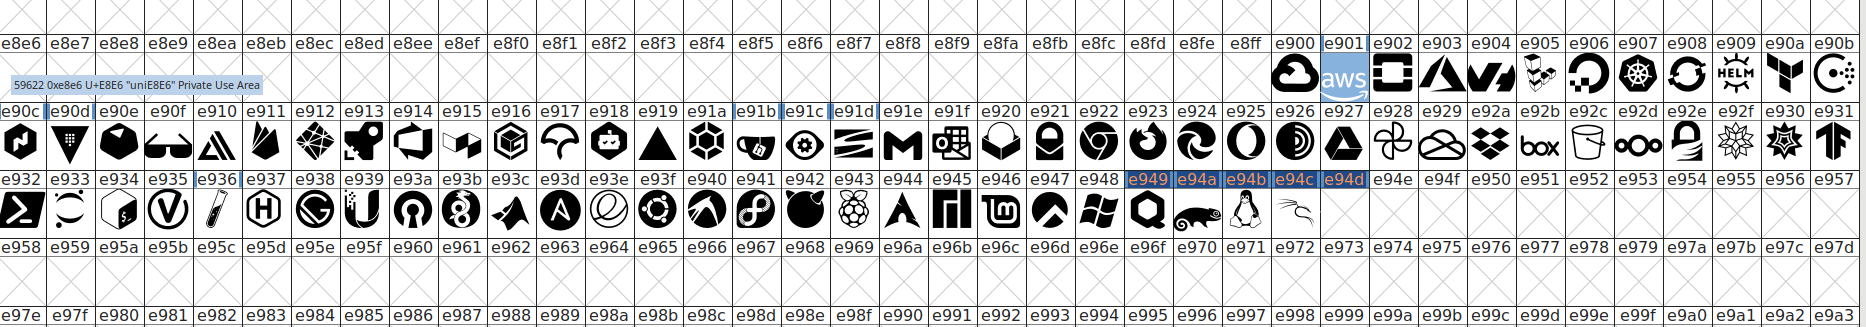 e8e6 e8e7 e8e8 e8e9 e8ea e8eb e8ec e8ed e8ee e8ef e8f0 e8f1 e8f2 e8f3 e8f4 e8f5 e8f6 e8f7 e8f8 e8f9 e8fa e8fb e8fc e8fd e8fe e8ff e900 e901 e902 e903 e904 e905 e906 e907 e908 e909 e90a e90b
aws HELM
59622 0xe8e6 U+E8E6 "uniE8E6" Private Use Area
e90c e90d e90e e90f e910 e911 e912 e913 e914 e915 e916 e917 e918 e919 e91a e91b e91c e91d e91e e91f e920 e921 e922 e923 e924 e925 e926 e927 e928 e929 e92a e92b e92c e92d e92e e92f e930 e931
box
e932 e933 e934 e935 e936 e937 e938 e939 e93a e93b e93c e93d e93e e93f e940 e941 e942 e943 e944 e945 e946 e947 e948 e949 e94a e94b e94c e94d e94e e94f e950 e951 e952 e953 e954 e955 e956 e957
e958 e959 e95a e95b e95c e95d e95e e95f e960 e961 e962 e963 e964 e965 e966 e967 e968 e969 e96a e96b e96c e96d e96e e96f e970 e971 e972 e973 e974 e975 e976 e977 e978 e979 e97a e97b e97c e97d
e97e e97f e980 e981 e982 e983 e984 e985 e986 e987 e988 e989 e98a e98b e98c e98d e98e e98f e990 e991 e992 e993 e994 e995 e996 e997 e998 e999 e99a e99b e99c e99d e99e e99f e9a0 e9a1 e9a2 e9a3